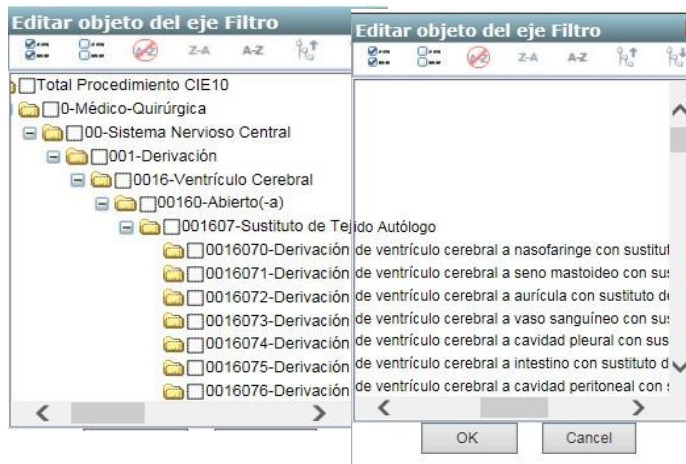 Editar objeto del eje Filtro
Editar objeto del eje Filtro
Z-A A-Z
Z-A A-Z
Total Procedimiento CIE10
0-Médico-Quirúrgica
00-Sistema Nervioso Central
001-Derivación
0016-Ventrículo Cerebral
00160-Abierto(-a)
001607-Sustituto de Tejido Autólogo
0016070-Derivación de ventrículo cerebral a nasofaringe con sustitut
0016071-Derivación de ventrículo cerebral a seno mastoideo con sus
0016072-Derivación de ventrículo cerebral a aurícula con sustituto de
0016073-Derivación de ventrículo cerebral a vaso sanguíneo con sus
0016074-Derivación de ventrículo cerebral a cavidad pleural con sus
0016075-Derivación de ventrículo cerebral a intestino con sustituto d
0016076-Derivación de ventrículo cerebral a cavidad peritoneal con
OK Cancel